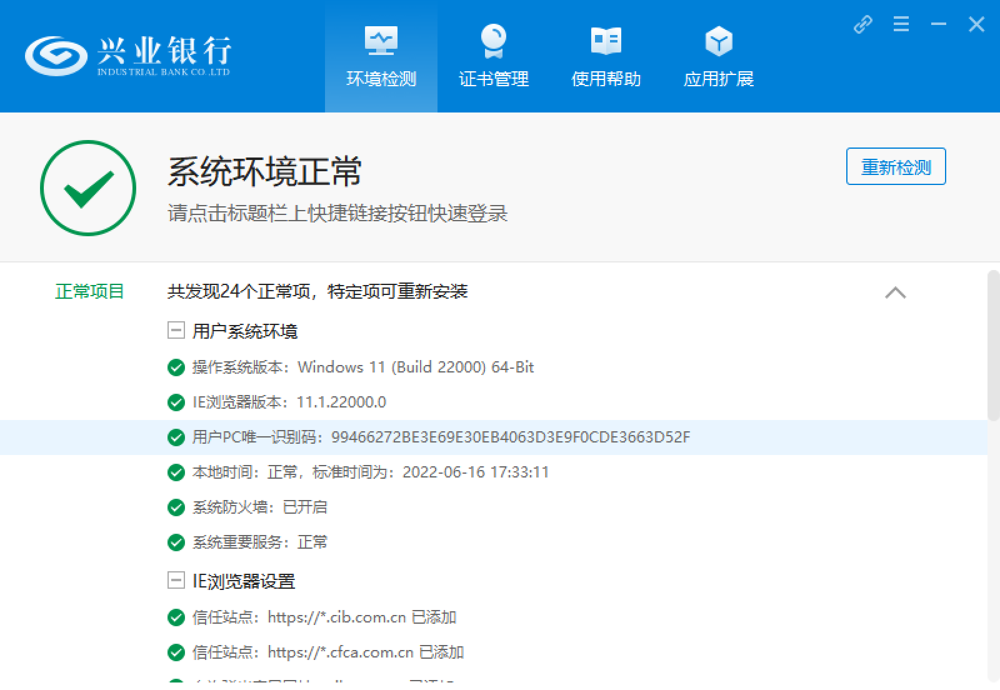 兴业银行
INDUSTRIAL BANK CO.,LTD
环境检测
证书管理
使用帮助
应用扩展
系统环境正常
请点击标题栏上快捷链接按钮快速登录
重新检测
正常项目
共发现24个正常项，特定项可重新安装
用户系统环境
操作系统版本：Windows 11 (Build 22000) 64-Bit
IE浏览器版本：11.1.22000.0
用户PC唯一识别码：99466272BE3E69E30EB4063D3E9F0CDE3663D52F
本地时间：正常，标准时间为：2022-06-16 17:33:11
系统防火墙：已开启
系统重要服务：正常
IE浏览器设置
信任站点：https://*.cib.com.cn 已添加
信任站点：https://*.cfca.com.cn 已添加